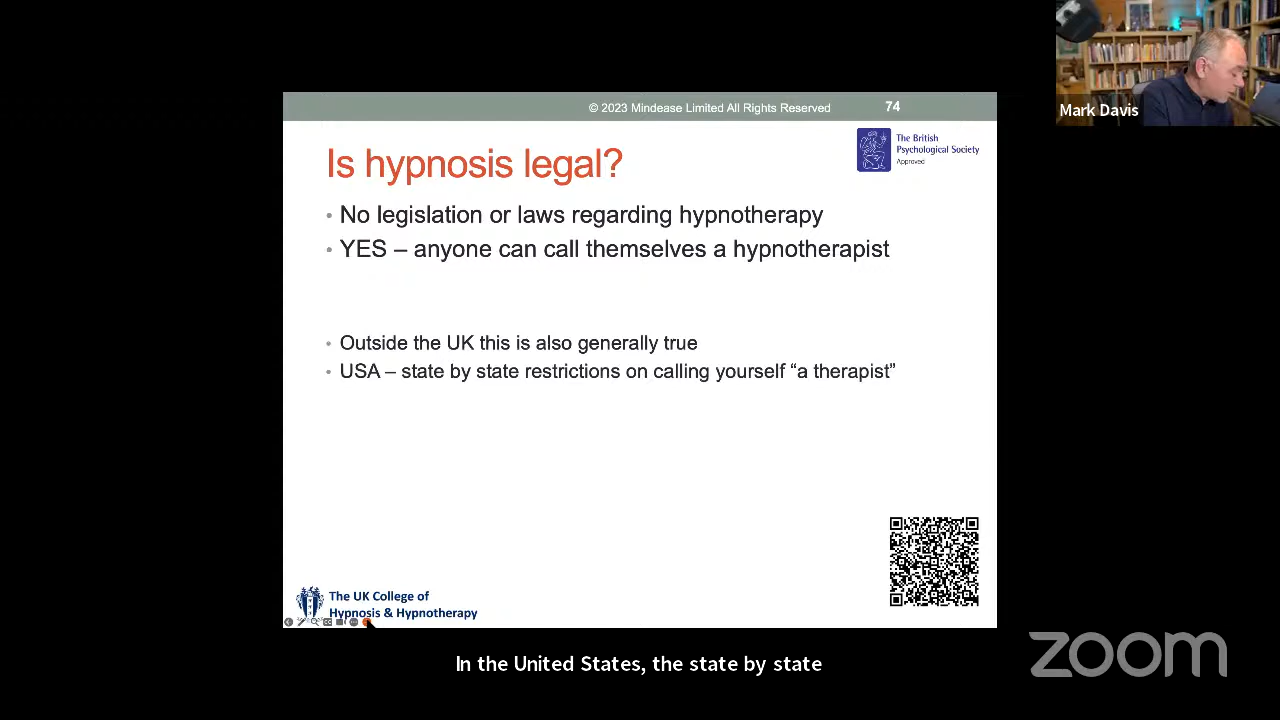 © 2023 Mindease Limited All Rights Reserved
74
Mark Davis
The British
Psychological Society
Approved
Is hypnosis legal?
• No legislation or laws regarding hypnotherapy
• YES – anyone can call themselves a hypnotherapist
• Outside the UK this is also generally true
• USA – state by state restrictions on calling yourself “a therapist”
The UK College of
Hypnosis & Hypnotherapy
In the United States, the state by state
zoom